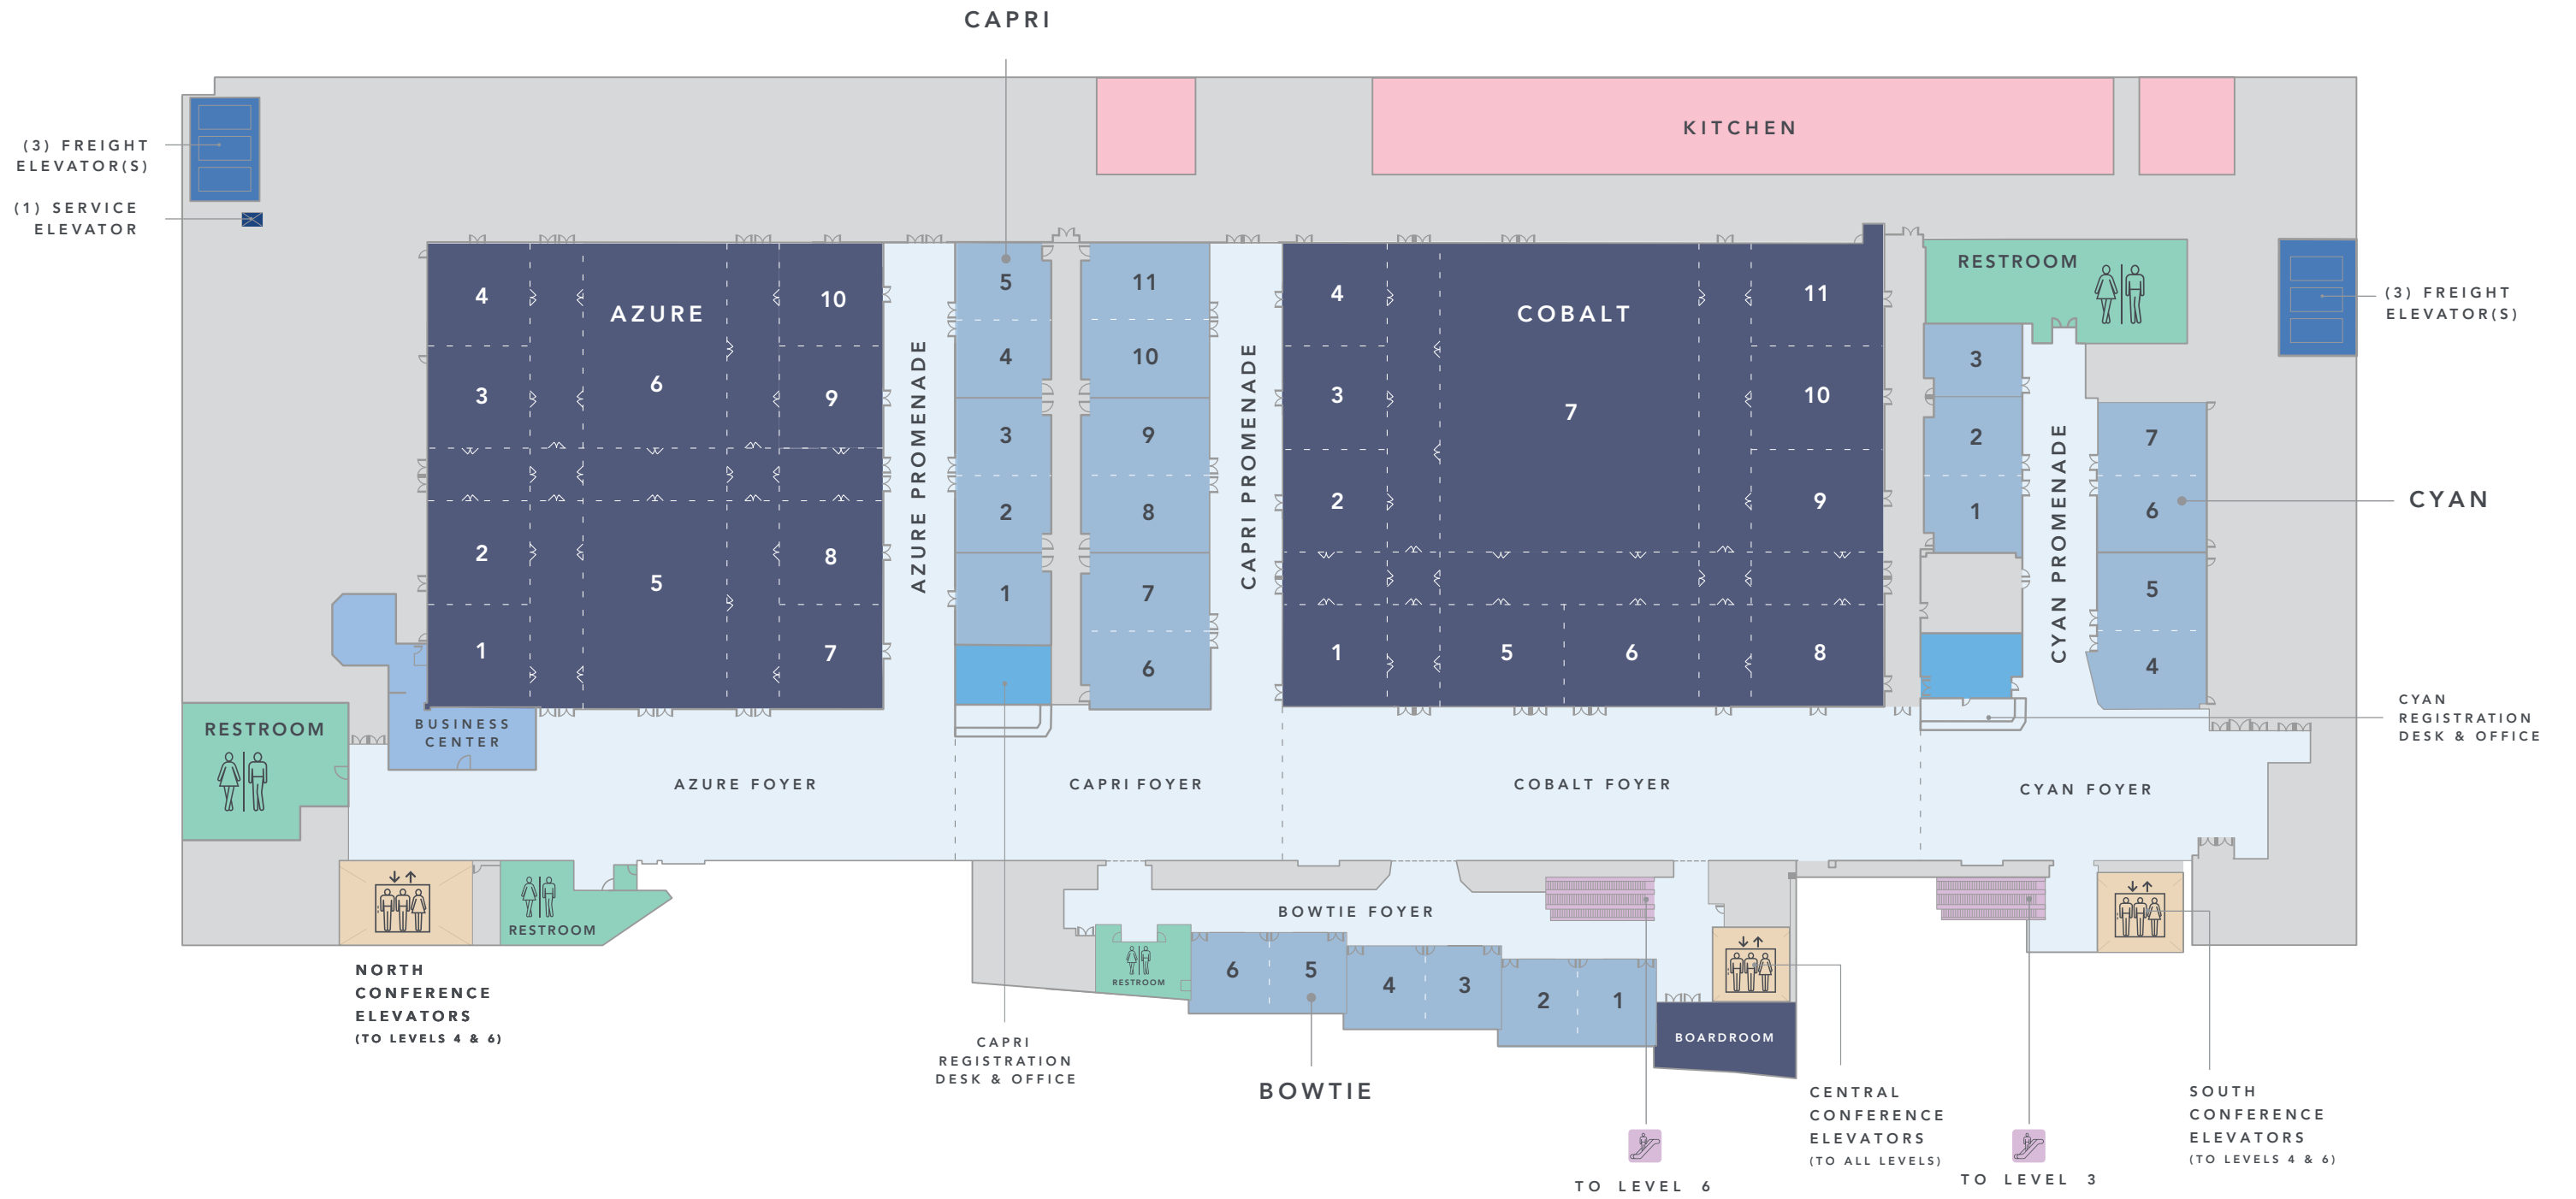 CAPRI
KITCHEN
(3) FREIGHT
ELEVATOR(S)
(1) SERVICE
ELEVATOR
RESTROOM
(3) FREIGHT
ELEVATOR(S)
AZURE
4
3
2
1
6
5
10
9
8
7
AZURE PROMENADE
5
4
3
2
1
11
10
9
8
7
6
CAPRI PROMENADE
COBALT
4
3
2
1
7
5
6
11
10
9
8
3
2
1
CYAN PROMENADE
7
6
5
4
CYAN
CYAN
REGISTRATION
DESK & OFFICE
RESTROOM
BUSINESS
CENTER
AZURE FOYER
CAPRI FOYER
COBALT FOYER
CYAN FOYER
RESTROOM
BOWTIE FOYER
RESTROOM
6
5
4
3
2
1
BOARDROOM
NORTH
CONFERENCE
ELEVATORS
(TO LEVELS 4 & 6)
CAPRI
REGISTRATION
DESK & OFFICE
BOWTIE
CENTRAL
CONFERENCE
ELEVATORS
(TO ALL LEVELS)
SOUTH
CONFERENCE
ELEVATORS
(TO LEVELS 4 & 6)
TO LEVEL 6
TO LEVEL 3